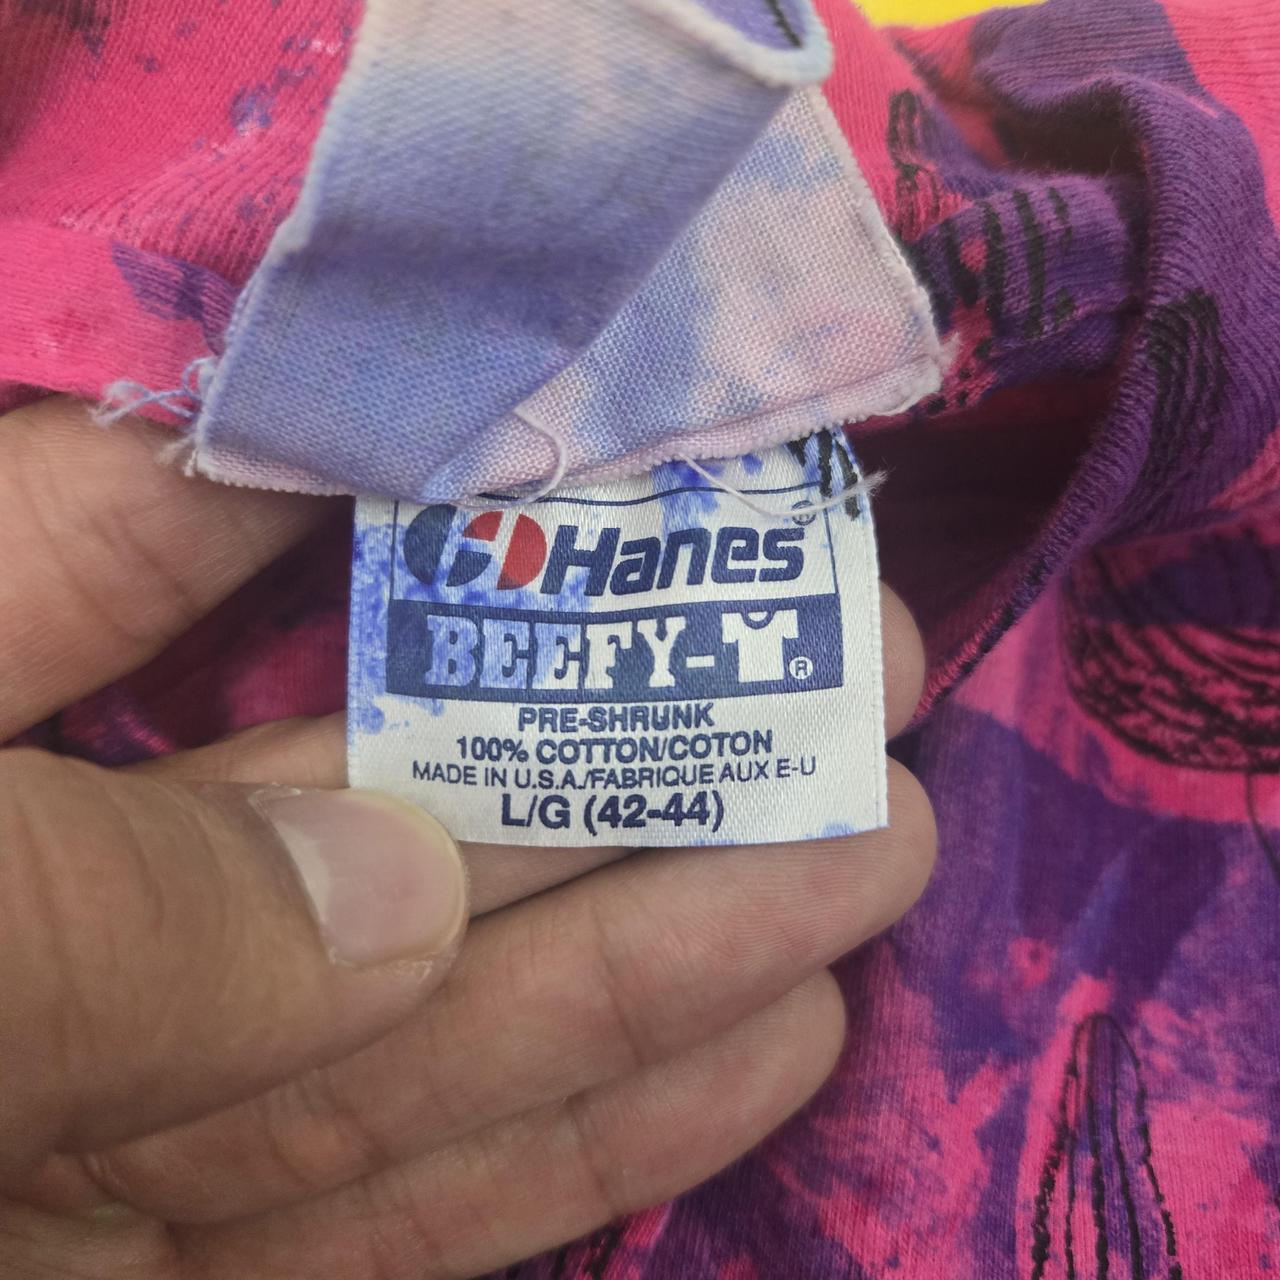 Hanes®
BEEFY-T®
PRE-SHRUNK
100% COTTON/COTON
MADE IN U.S.A./FABRIQUE AUX E-U
L/G (42-44)